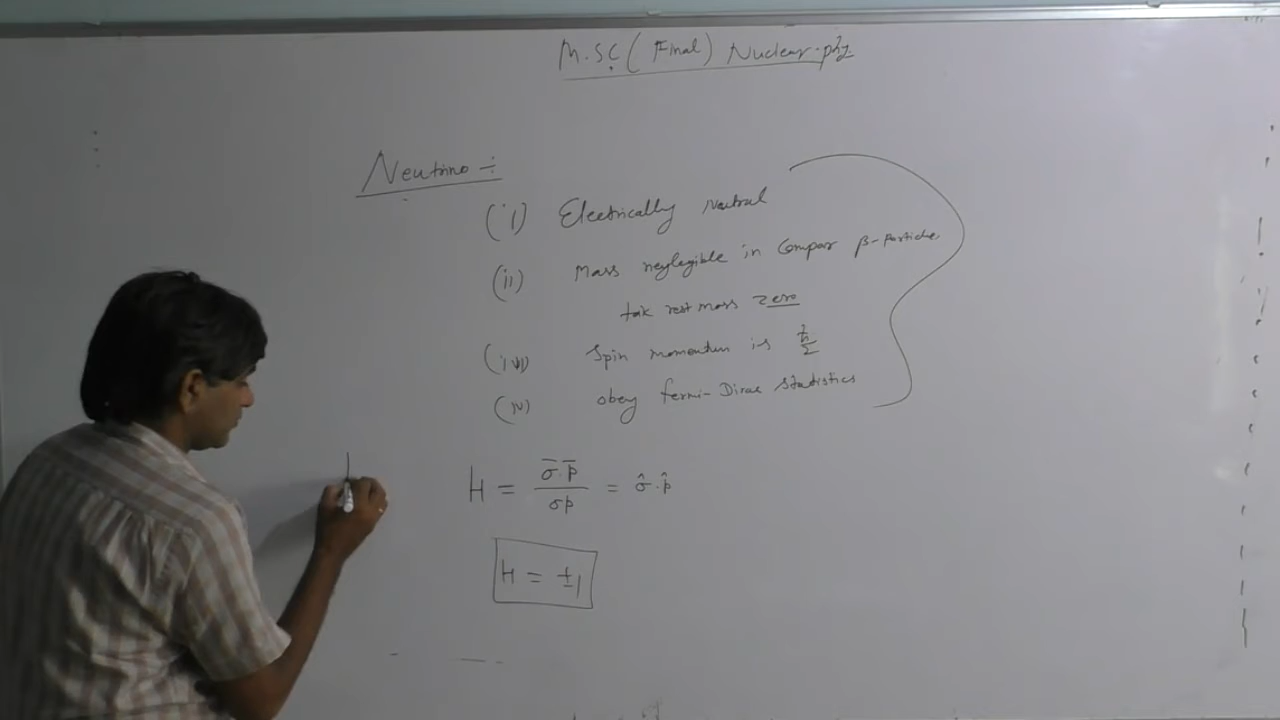 M.SC (Final) Nuclear phy
Neutrino ÷
(i) Electrically Neutral
(ii) Mass neglegible in Compar β-Particle
tak rest mass zero
(iii) Spin momentum is ħ/2
(iv) obey fermi-Dirac Statistics
H = σ̄.p̄ / σp = σ̂.p̂
H = ±1